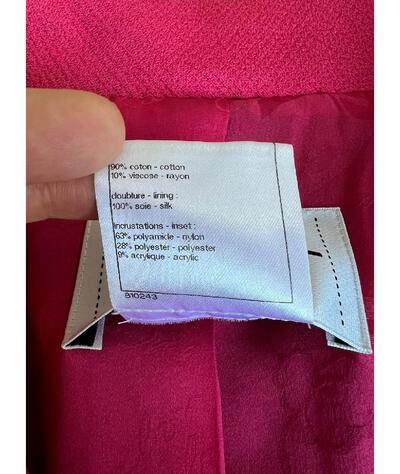 90% coton - cotton
10% viscose - rayon
doublure - lining :
100% soie - silk
incrustations - inset :
63% polyamide - nylon
28% polyester - polyester
9% acrylique - acrylic
810243